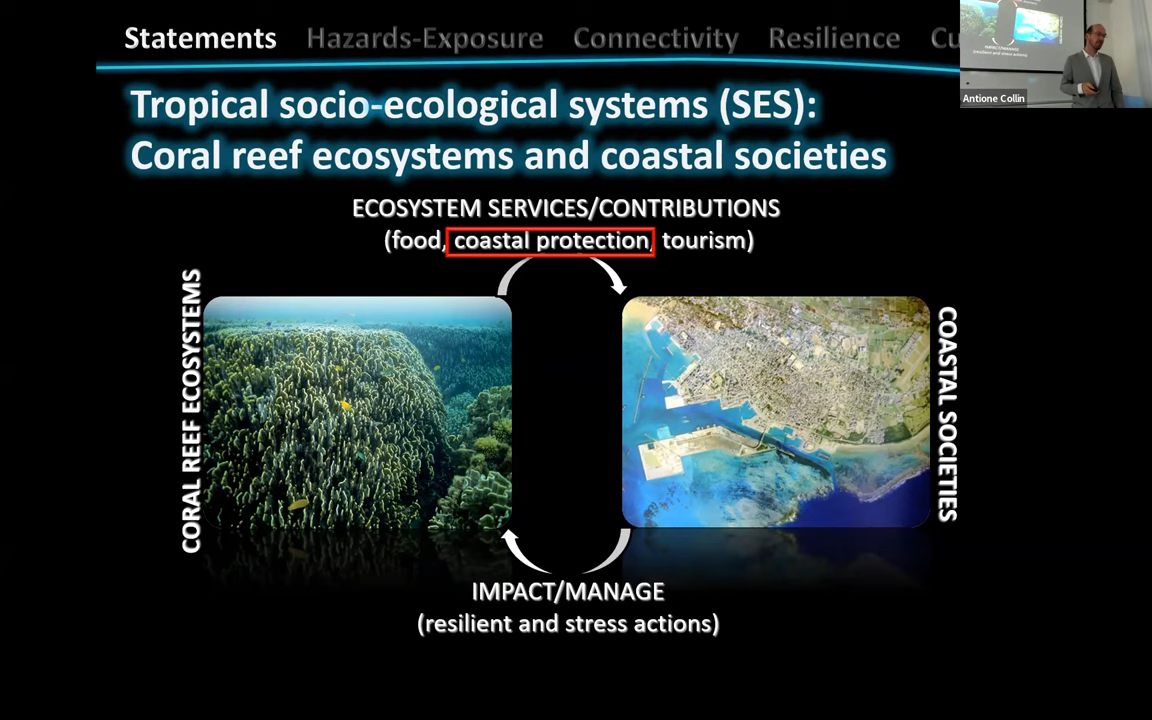 Statements Hazards-Exposure Connectivity Resilience Cu
Antione Collin
Tropical socio-ecological systems (SES):
Coral reef ecosystems and coastal societies
ECOSYSTEM SERVICES/CONTRIBUTIONS
(food, coastal protection, tourism)
CORAL REEF ECOSYSTEMS
COASTAL SOCIETIES
IMPACT/MANAGE
(resilient and stress actions)